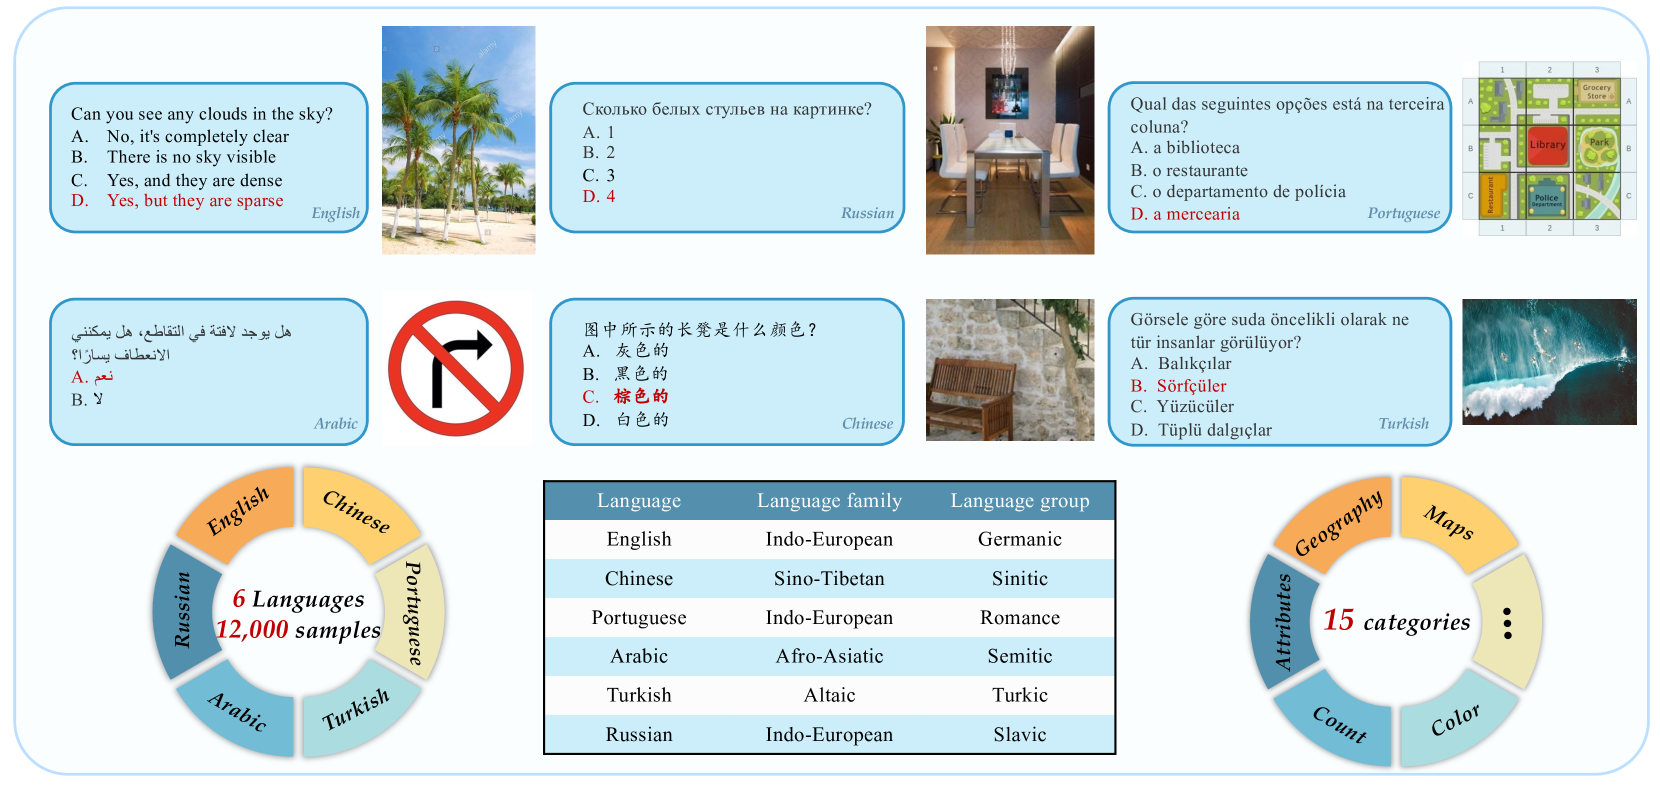 Can you see any clouds in the sky?
A. No, it's completely clear
B. There is no sky visible
C. Yes, and they are dense
D. Yes, but they are sparse
English
alamy
alamy
Сколько белых стульев на картинке?
A. 1
B. 2
C. 3
D. 4
Russian
Qual das seguintes opções está na terceira
coluna?
A. a biblioteca
B. o restaurante
C. o departamento de polícia
D. a mercearia
Portuguese
1 2 3
A Grocery Store A
B Library Park B
C Restaurant Police Department C
1 2 3
هل يوجد لافتة في التقاطع، هل يمكنني
الانعطاف يسارًا؟
A. نعم
B. لا
Arabic
图中所示的长凳是什么颜色?
A. 灰色的
B. 黑色的
C. 棕色的
D. 白色的
Chinese
Görsele göre suda öncelikli olarak ne
tür insanlar görülüyor?
A. Balıkçılar
B. Sörfçüler
C. Yüzücüler
D. Tüplü dalgıçlar
Turkish
English
Chinese
Portuguese
Turkish
Arabic
Russian
6 Languages
12,000 samples
Language Language family Language group
English Indo-European Germanic
Chinese Sino-Tibetan Sinitic
Portuguese Indo-European Romance
Arabic Afro-Asiatic Semitic
Turkish Altaic Turkic
Russian Indo-European Slavic
Geography
Maps
...
Color
Count
Attributes
15 categories